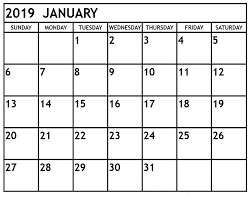 2019 JANUARY
SUNDAY MONDAY TUESDAY WEDNESDAY THURSDAY FRIDAY SATURDAY
1 2 3 4 5
6 7 8 9 10 11 12
13 14 15 16 17 18 19
20 21 22 23 24 25 26
27 28 29 30 31